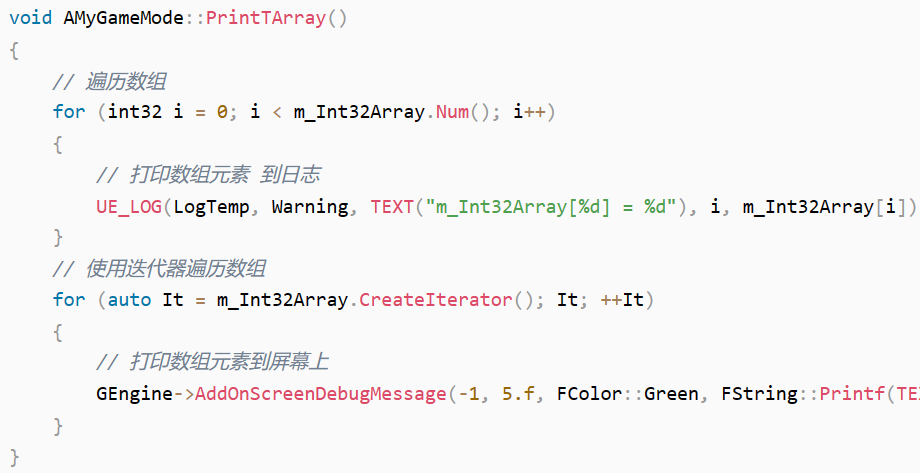 void AMyGameMode::PrintTArray()
{
    // 遍历数组
    for (int32 i = 0; i < m_Int32Array.Num(); i++)
    {
        // 打印数组元素 到日志
        UE_LOG(LogTemp, Warning, TEXT("m_Int32Array[%d] = %d"), i, m_Int32Array[i])
    }
    // 使用迭代器遍历数组
    for (auto It = m_Int32Array.CreateIterator(); It; ++It)
    {
        // 打印数组元素到屏幕上
        GEngine->AddOnScreenDebugMessage(-1, 5.f, FColor::Green, FString::Printf(TE
    }
}